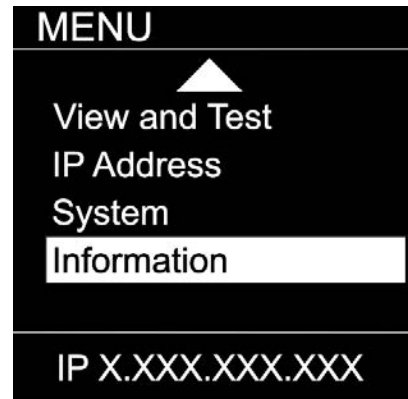 MENU
View and Test
IP Address
System
Information
IP X.XXX.XXX.XXX